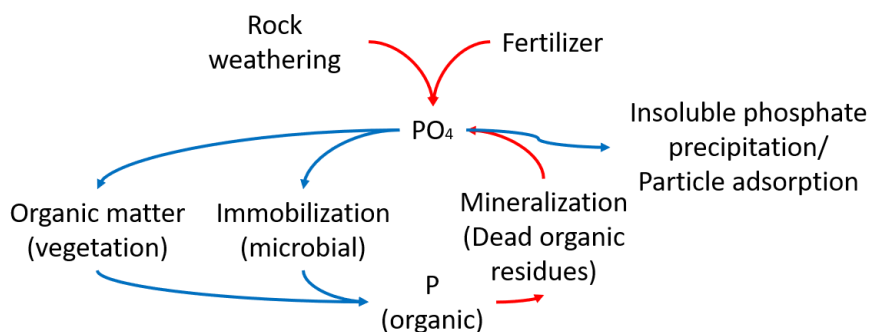 Rock
weathering
Fertilizer
PO₄
Insoluble phosphate
precipitation/
Particle adsorption
Organic matter
(vegetation)
Immobilization
(microbial)
Mineralization
(Dead organic
residues)
P
(organic)